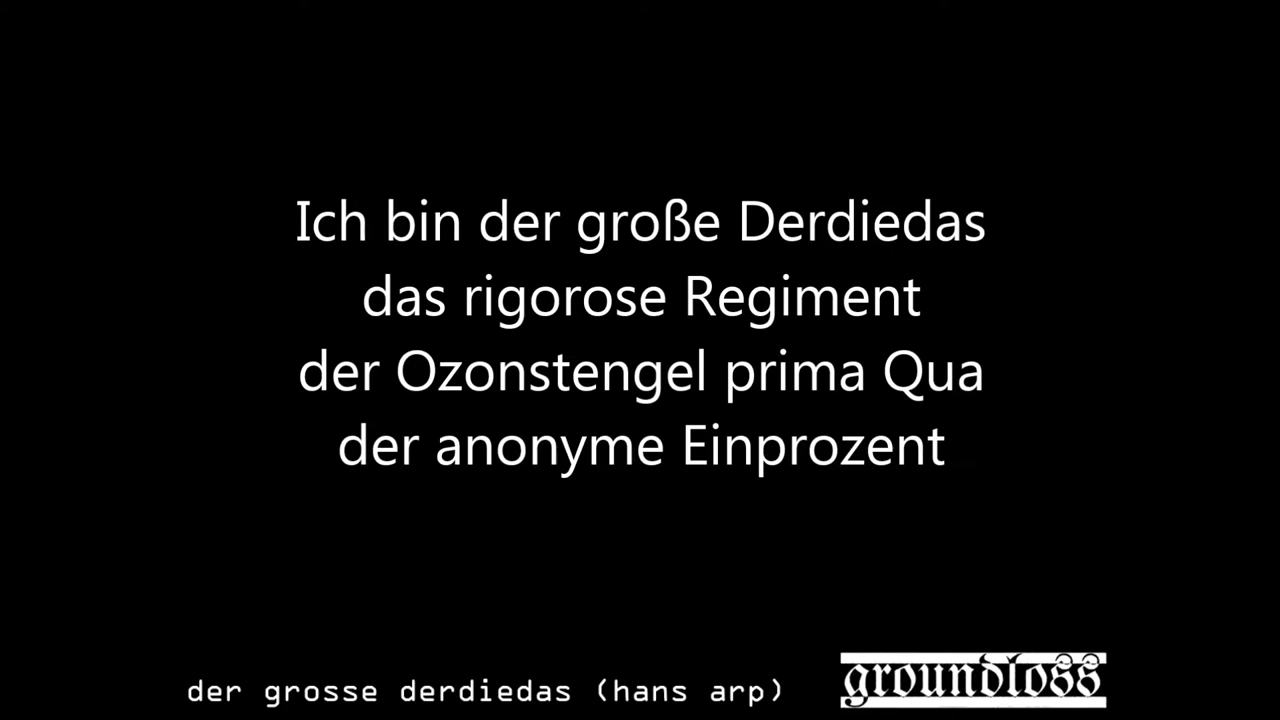 Ich bin der große Derdiedas
das rigorose Regiment
der Ozonstengel prima Qua
der anonyme Einprozent
der grosse derdiedas (hans arp)
groundloss